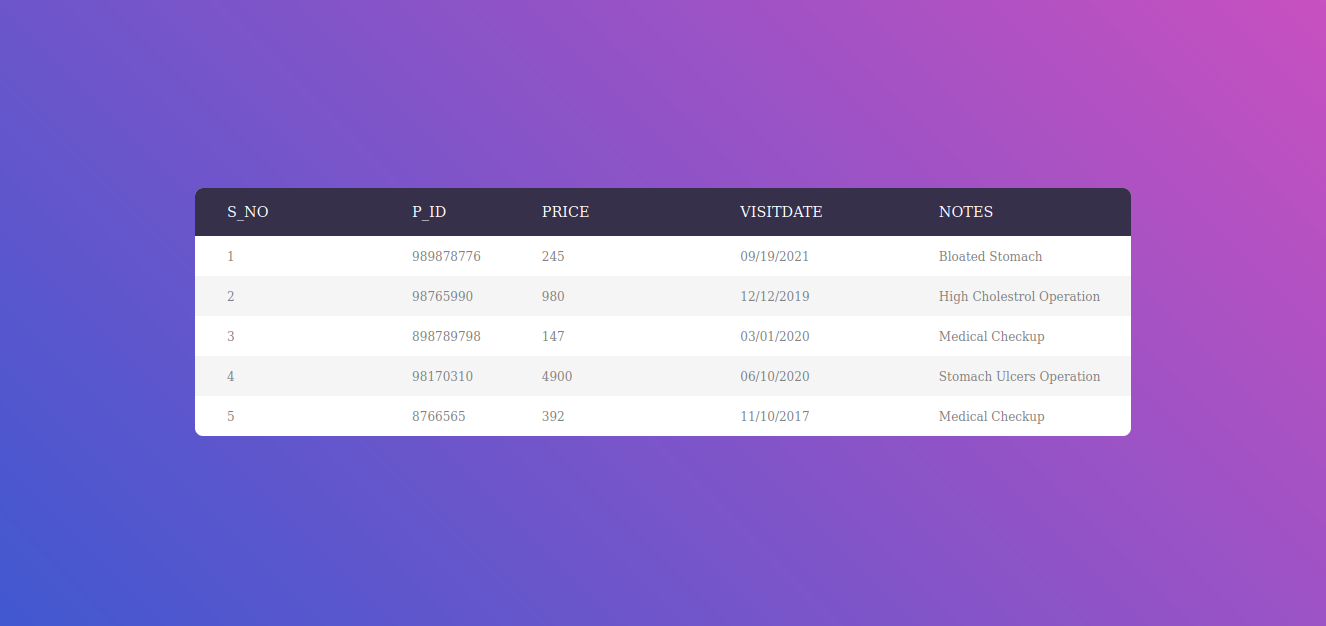 S_NO P_ID PRICE VISITDATE NOTES
1 989878776 245 09/19/2021 Bloated Stomach
2 98765990 980 12/12/2019 High Cholestrol Operation
3 898789798 147 03/01/2020 Medical Checkup
4 98170310 4900 06/10/2020 Stomach Ulcers Operation
5 8766565 392 11/10/2017 Medical Checkup